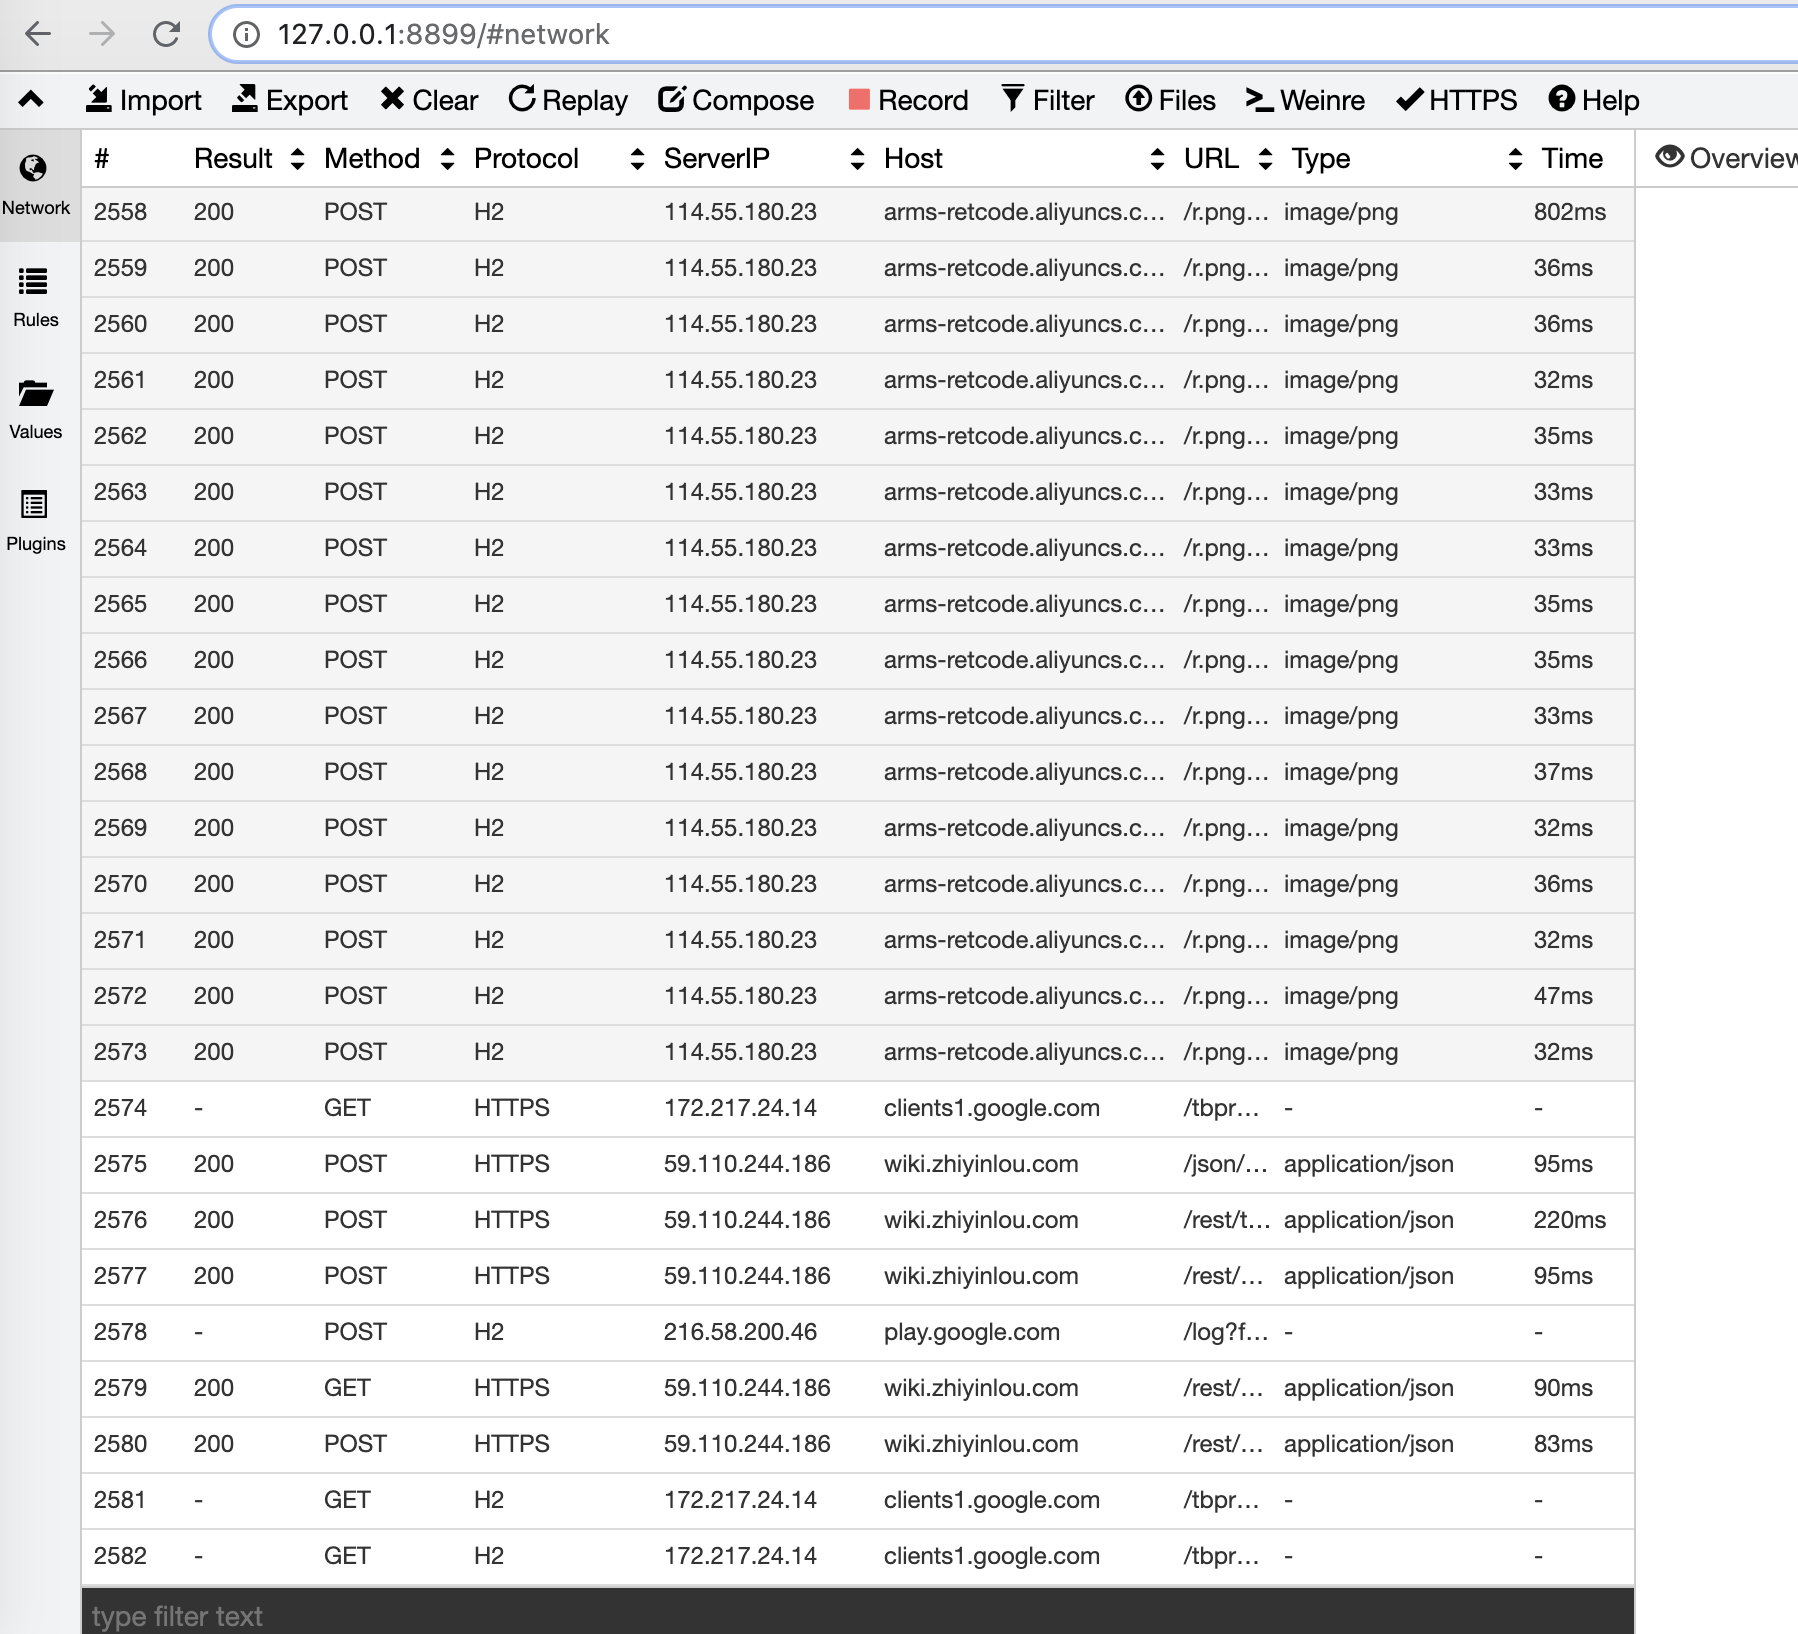 127.0.0.1:8899/#network
Import Export Clear Replay Compose Record Filter Files Weinre HTTPS Help
# Result Method Protocol ServerIP Host URL Type Time Overview
Network
Rules
Values
Plugins
2558 200 POST H2 114.55.180.23 arms-retcode.aliyuncs.c... /r.png... image/png 802ms
2559 200 POST H2 114.55.180.23 arms-retcode.aliyuncs.c... /r.png... image/png 36ms
2560 200 POST H2 114.55.180.23 arms-retcode.aliyuncs.c... /r.png... image/png 36ms
2561 200 POST H2 114.55.180.23 arms-retcode.aliyuncs.c... /r.png... image/png 32ms
2562 200 POST H2 114.55.180.23 arms-retcode.aliyuncs.c... /r.png... image/png 35ms
2563 200 POST H2 114.55.180.23 arms-retcode.aliyuncs.c... /r.png... image/png 33ms
2564 200 POST H2 114.55.180.23 arms-retcode.aliyuncs.c... /r.png... image/png 33ms
2565 200 POST H2 114.55.180.23 arms-retcode.aliyuncs.c... /r.png... image/png 35ms
2566 200 POST H2 114.55.180.23 arms-retcode.aliyuncs.c... /r.png... image/png 35ms
2567 200 POST H2 114.55.180.23 arms-retcode.aliyuncs.c... /r.png... image/png 33ms
2568 200 POST H2 114.55.180.23 arms-retcode.aliyuncs.c... /r.png... image/png 37ms
2569 200 POST H2 114.55.180.23 arms-retcode.aliyuncs.c... /r.png... image/png 32ms
2570 200 POST H2 114.55.180.23 arms-retcode.aliyuncs.c... /r.png... image/png 36ms
2571 200 POST H2 114.55.180.23 arms-retcode.aliyuncs.c... /r.png... image/png 32ms
2572 200 POST H2 114.55.180.23 arms-retcode.aliyuncs.c... /r.png... image/png 47ms
2573 200 POST H2 114.55.180.23 arms-retcode.aliyuncs.c... /r.png... image/png 32ms
2574 - GET HTTPS 172.217.24.14 clients1.google.com /tbpr... - -
2575 200 POST HTTPS 59.110.244.186 wiki.zhiyinlou.com /json/... application/json 95ms
2576 200 POST HTTPS 59.110.244.186 wiki.zhiyinlou.com /rest/t... application/json 220ms
2577 200 POST HTTPS 59.110.244.186 wiki.zhiyinlou.com /rest/... application/json 95ms
2578 - POST H2 216.58.200.46 play.google.com /log?f... - -
2579 200 GET HTTPS 59.110.244.186 wiki.zhiyinlou.com /rest/... application/json 90ms
2580 200 POST HTTPS 59.110.244.186 wiki.zhiyinlou.com /rest/... application/json 83ms
2581 - GET H2 172.217.24.14 clients1.google.com /tbpr... - -
2582 - GET H2 172.217.24.14 clients1.google.com /tbpr... - -
type filter text